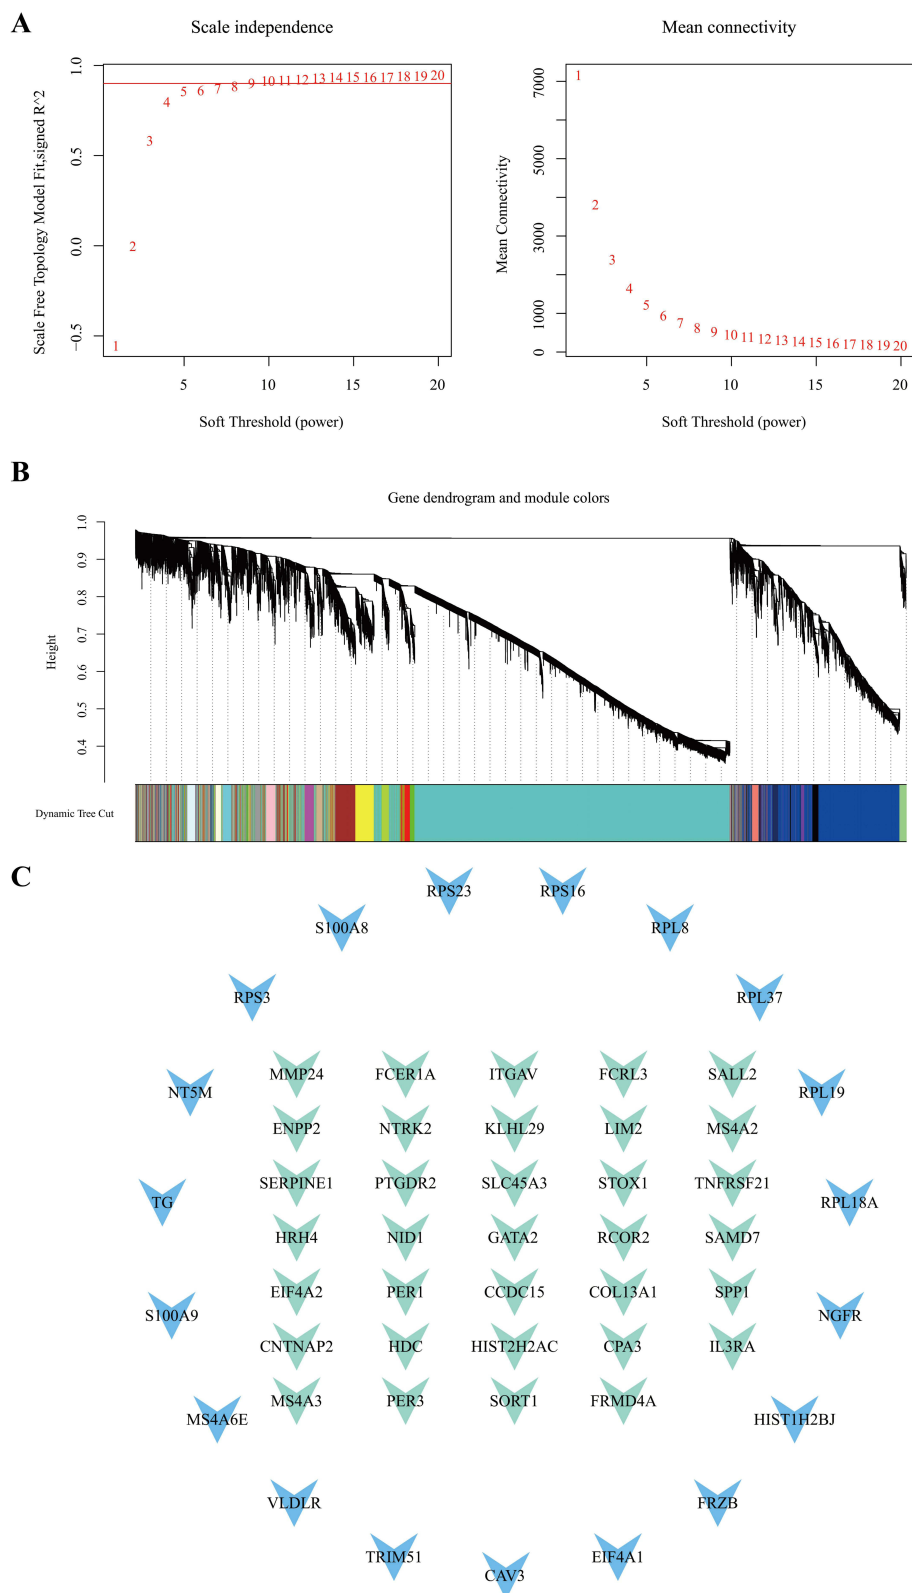 A
Scale independence
Mean connectivity
Scale Free Topology Model Fit,signed R^2
1.0
0.5
0.0
−0.5
1
2
3
4
5 6 7 8 9 10 11 12 13 14 15 16 17 18 19 20
5 10 15 20
Soft Threshold (power)
Mean Connectivity
7000
5000
3000
1000
0
1
2
3
4
5
6 7 8 9 10 11 12 13 14 15 16 17 18 19 20
5 10 15 20
Soft Threshold (power)
B
Gene dendrogram and module colors
Height
1.0
0.9
0.8
0.7
0.6
0.5
0.4
Dynamic Tree Cut
C
RPS23 RPS16
S100A8 RPL8
RPS3 RPL37
MMP24 FCER1A ITGAV FCRL3 SALL2
NT5M RPL19
ENPP2 NTRK2 KLHL29 LIM2 MS4A2
SERPINE1 PTGDR2 SLC45A3 STOX1 TNFRSF21
TG RPL18A
HRH4 NID1 GATA2 RCOR2 SAMD7
EIF4A2 PER1 CCDC15 COL13A1 SPP1
S100A9 NGFR
CNTNAP2 HDC HIST2H2AC CPA3 IL3RA
MS4A3 PER3 SORT1 FRMD4A
MS4A6E HIST1H2BJ
VLDLR FRZB
TRIM51 EIF4A1
CAV3